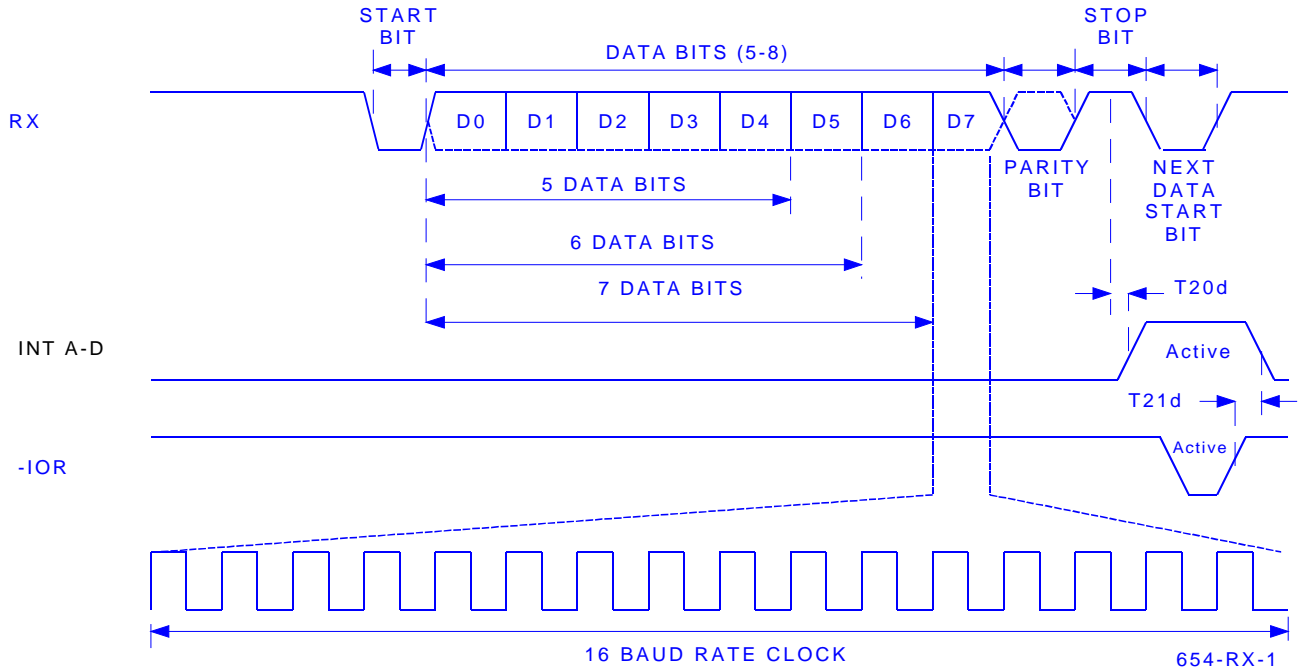 START
BIT
STOP
BIT
DATA BITS (5-8)
RX
D0 D1 D2 D3 D4 D5 D6 D7
PARITY
BIT
NEXT
DATA
START
BIT
5 DATA BITS
6 DATA BITS
7 DATA BITS
T20d
INT A-D
Active
T21d
-IOR
Active
16 BAUD RATE CLOCK
654-RX-1